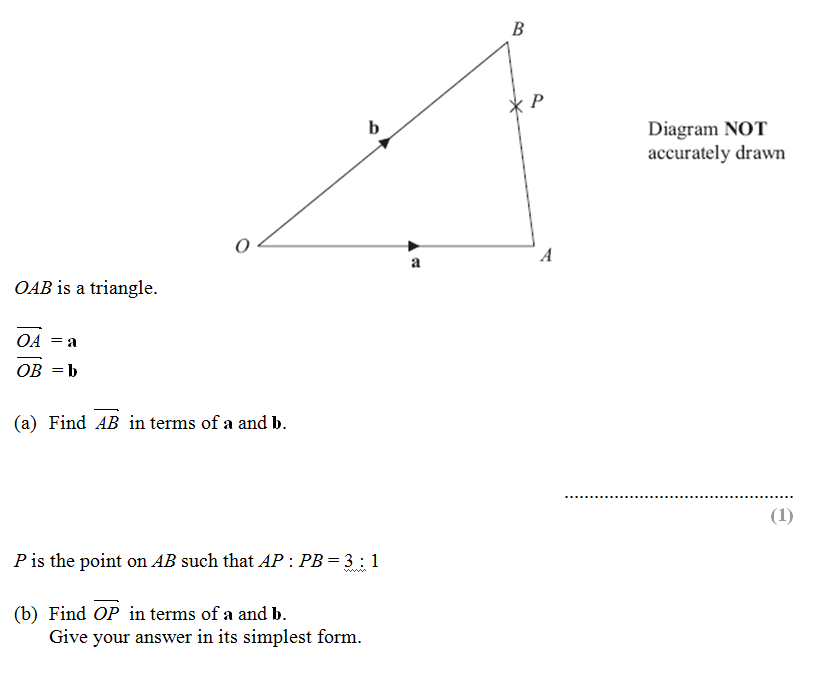 B
P
b
Diagram NOT
accurately drawn
O
A
a
OAB is a triangle.
OA = a
OB = b
(a) Find AB in terms of a and b.
................................................
(1)
P is the point on AB such that AP : PB = 3 : 1
(b) Find OP in terms of a and b.
Give your answer in its simplest form.